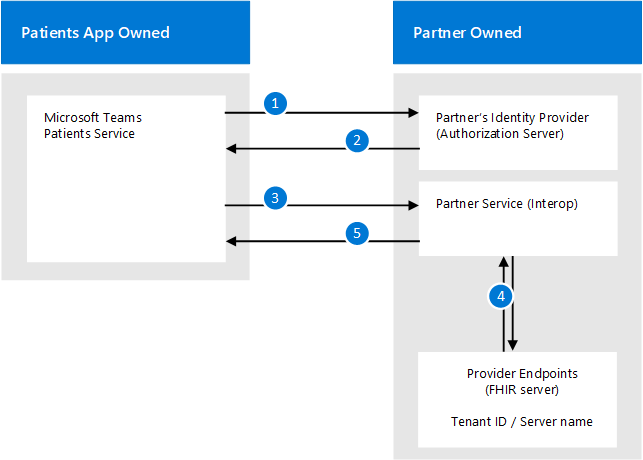 Patients App Owned
Partner Owned
Microsoft Teams
Patients Service
1
Partner's Identity Provider
(Authorization Server)
2
3
Partner Service (Interop)
5
4
Provider Endpoints
(FHIR server)
Tenant ID / Server name